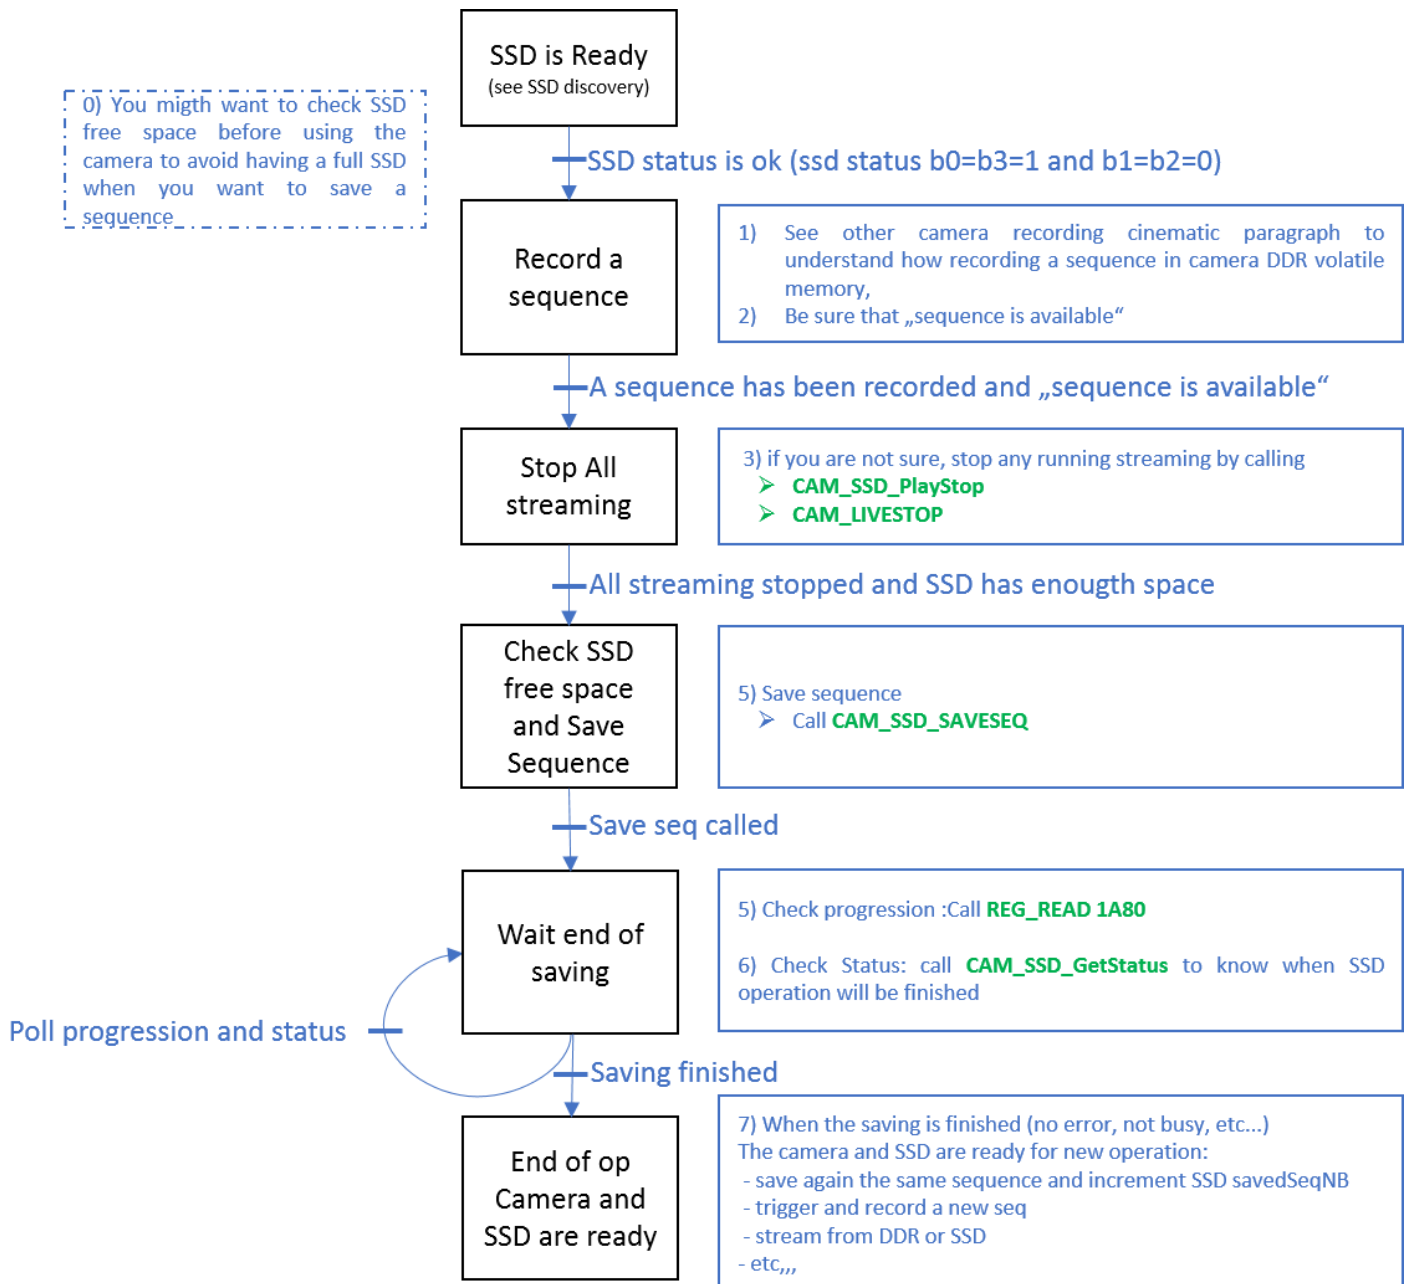 SSD is Ready
(see SSD discovery)
0) You migth want to check SSD
free space before using the
camera to avoid having a full SSD
when you want to save a
sequence
SSD status is ok (ssd status b0=b3=1 and b1=b2=0)
Record a
sequence
1) See other camera recording cinematic paragraph to
understand how recording a sequence in camera DDR volatile
memory,
2) Be sure that „sequence is available“
A sequence has been recorded and „sequence is available“
Stop All
streaming
3) if you are not sure, stop any running streaming by calling
➢ CAM_SSD_PlayStop
➢ CAM_LIVESTOP
All streaming stopped and SSD has enougth space
Check SSD
free space
and Save
Sequence
5) Save sequence
➢ Call CAM_SSD_SAVESEQ
Save seq called
Wait end of
saving
5) Check progression :Call REG_READ 1A80
6) Check Status: call CAM_SSD_GetStatus to know when SSD
operation will be finished
Poll progression and status
Saving finished
End of op
Camera and
SSD are ready
7) When the saving is finished (no error, not busy, etc...)
The camera and SSD are ready for new operation:
- save again the same sequence and increment SSD savedSeqNB
- trigger and record a new seq
- stream from DDR or SSD
- etc,,,